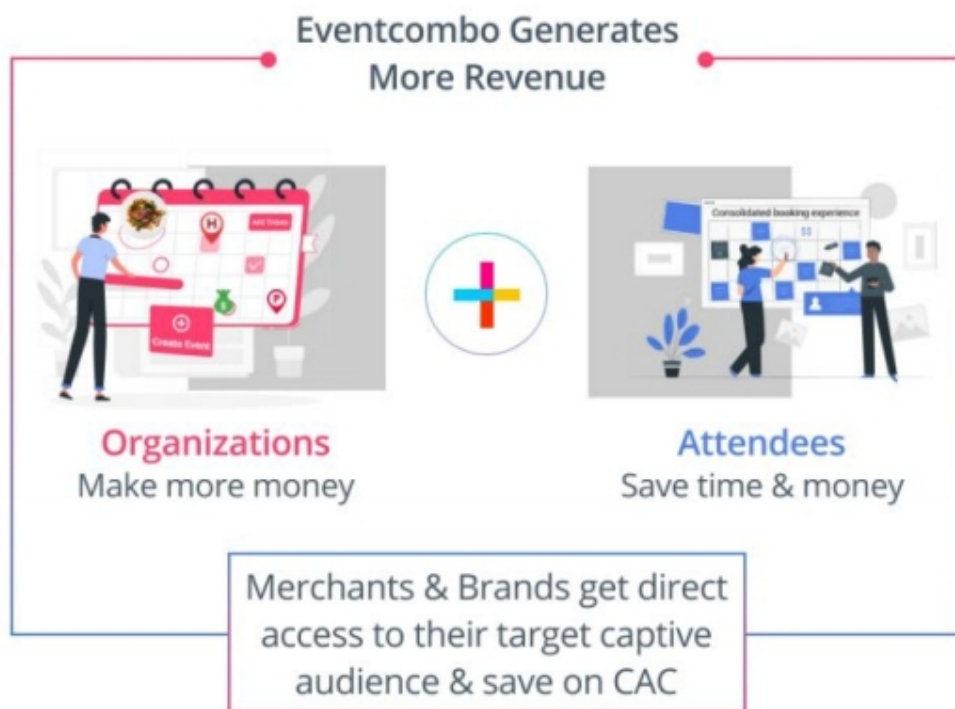 Eventcombo Generates
More Revenue
H
Add Tickets
$
P
Create Event
Consolidated booking experience
$$
Organizations
Make more money
Attendees
Save time & money
Merchants & Brands get direct
access to their target captive
audience & save on CAC